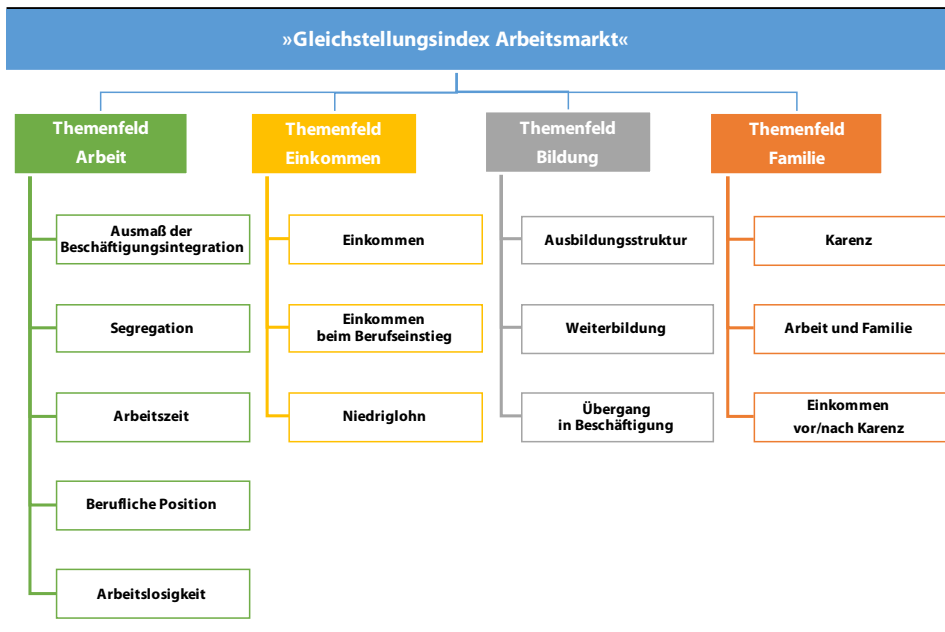 »Gleichstellungsindex Arbeitsmarkt«
Themenfeld
Arbeit
Ausmaß der
Beschäftigungsintegration
Segregation
Arbeitszeit
Berufliche Position
Arbeitslosigkeit
Themenfeld
Einkommen
Einkommen
Einkommen
beim Berufseinstieg
Niedriglohn
Themenfeld
Bildung
Ausbildungsstruktur
Weiterbildung
Übergang
in Beschäftigung
Themenfeld
Familie
Karenz
Arbeit und Familie
Einkommen
vor/nach Karenz